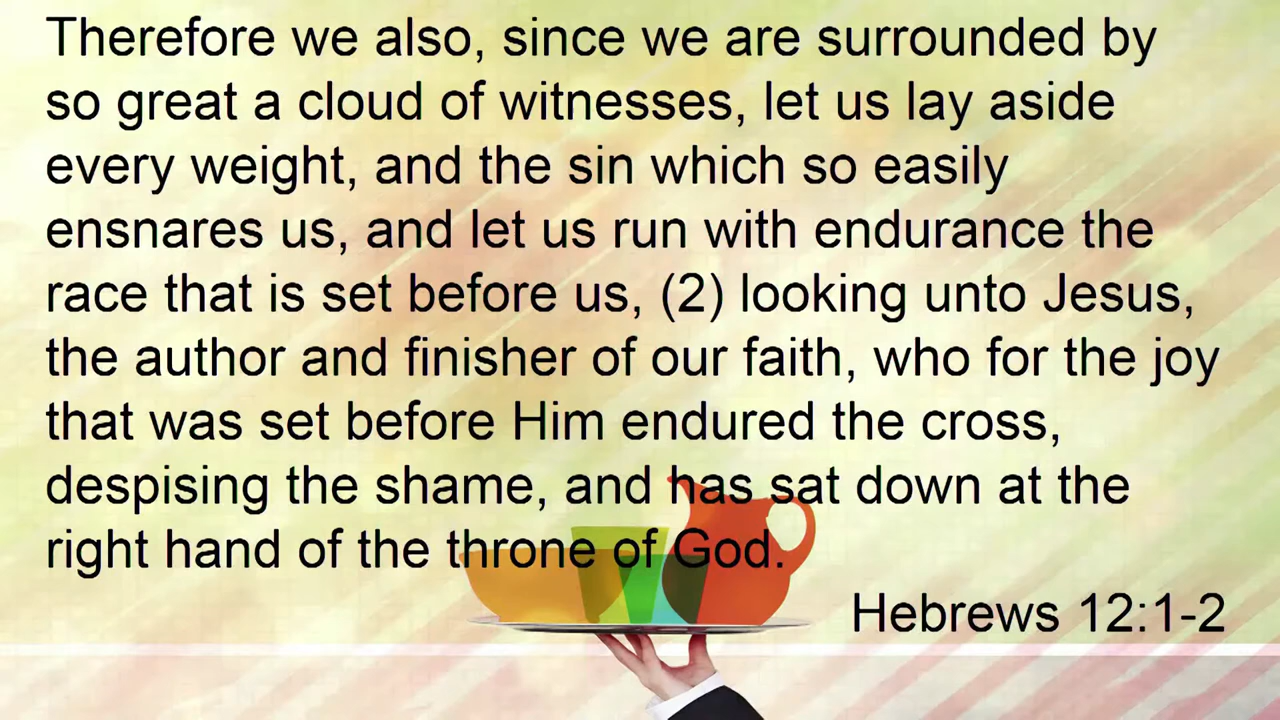 Therefore we also, since we are surrounded by
so great a cloud of witnesses, let us lay aside
every weight, and the sin which so easily
ensnares us, and let us run with endurance the
race that is set before us, (2) looking unto Jesus,
the author and finisher of our faith, who for the joy
that was set before Him endured the cross,
despising the shame, and has sat down at the
right hand of the throne of God.
Hebrews 12:1-2